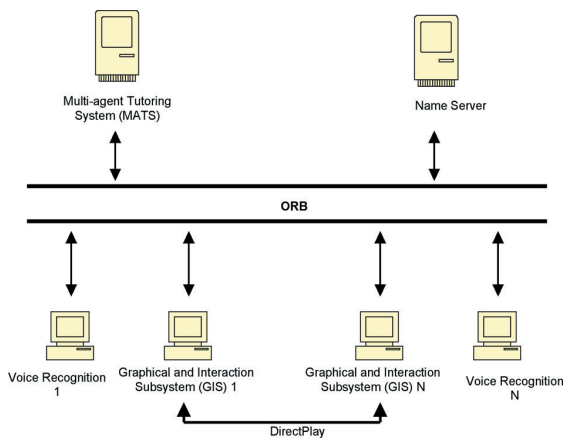 Multi-agent Tutoring
System (MATS)
Name Server
ORB
Voice Recognition
1
Graphical and Interaction
Subsystem (GIS) 1
Graphical and Interaction
Subsystem (GIS) N
Voice Recognition
N
DirectPlay